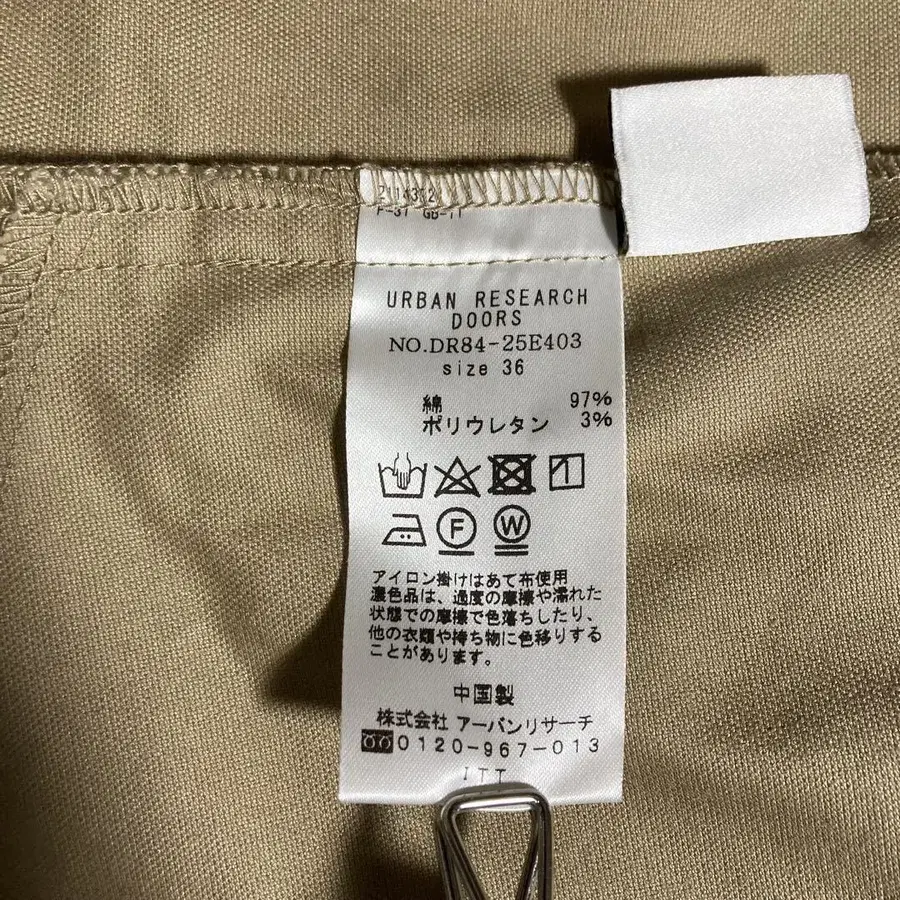 URBAN RESEARCH
DOORS
NO.DR84-25E403
size 36
綿 97%
ポリウレタン 3%
F
W
アイロン掛けはあて布使用
濃色品は、過度の摩擦や濡れた
状態での摩擦で色落ちしたり、
他の衣類や持ち物に色移りする
ことがあります。
中国製
株式会社 アーバンリサーチ
0120-967-013
ITT